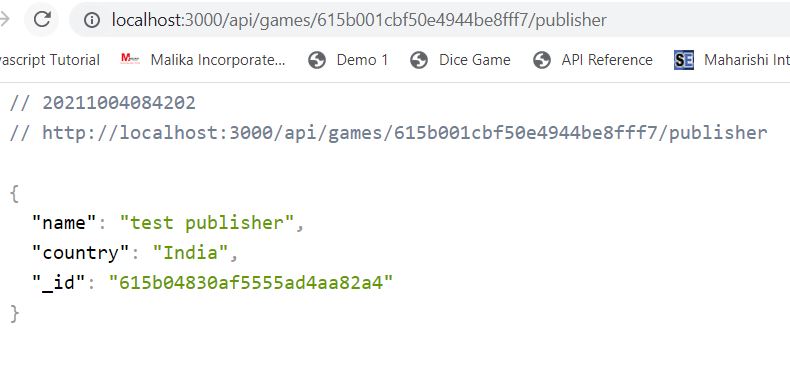 localhost:3000/api/games/615b001cbf50e4944be8fff7/publisher
vascript Tutorial Malika Incorporate... Demo 1 Dice Game API Reference SE Maharishi Int
// 20211004084202
// http://localhost:3000/api/games/615b001cbf50e4944be8fff7/publisher
{
"name": "test publisher",
"country": "India",
"_id": "615b04830af5555ad4aa82a4"
}